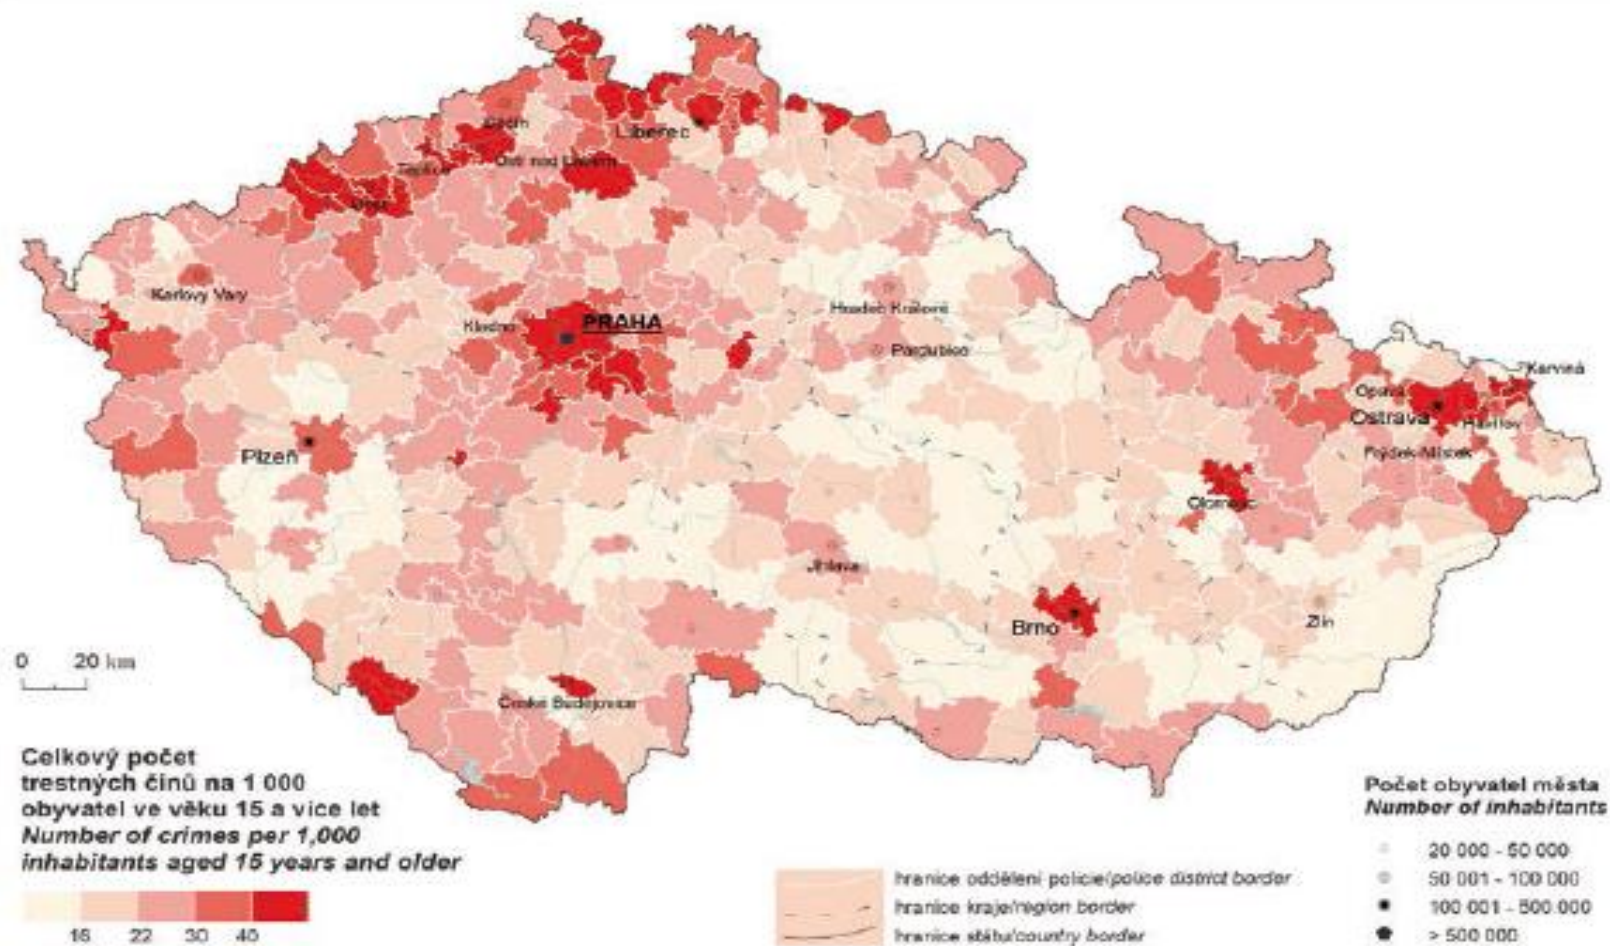 Děčín
Liberec
Ústí nad Labem
Teplice
Most
Karlovy Vary
Kladno
PRAHA
Hradec Králové
Pardubice
Karviná
Opava
Ostrava
Havířov
Plzeň
Frýdek-Místek
Olomouc
Jihlava
Brno
Zlín
České Budějovice
0 20 km
Celkový počet
trestných činů na 1 000
obyvatel ve věku 15 a více let
Number of crimes per 1,000
inhabitants aged 15 years and older
16 22 30 40
hranice oddělení policie/police district border
hranice kraje/region border
hranice státu/country border
Počet obyvatel města
Number of inhabitants
20 000 - 50 000
50 001 - 100 000
100 001 - 500 000
> 500 000